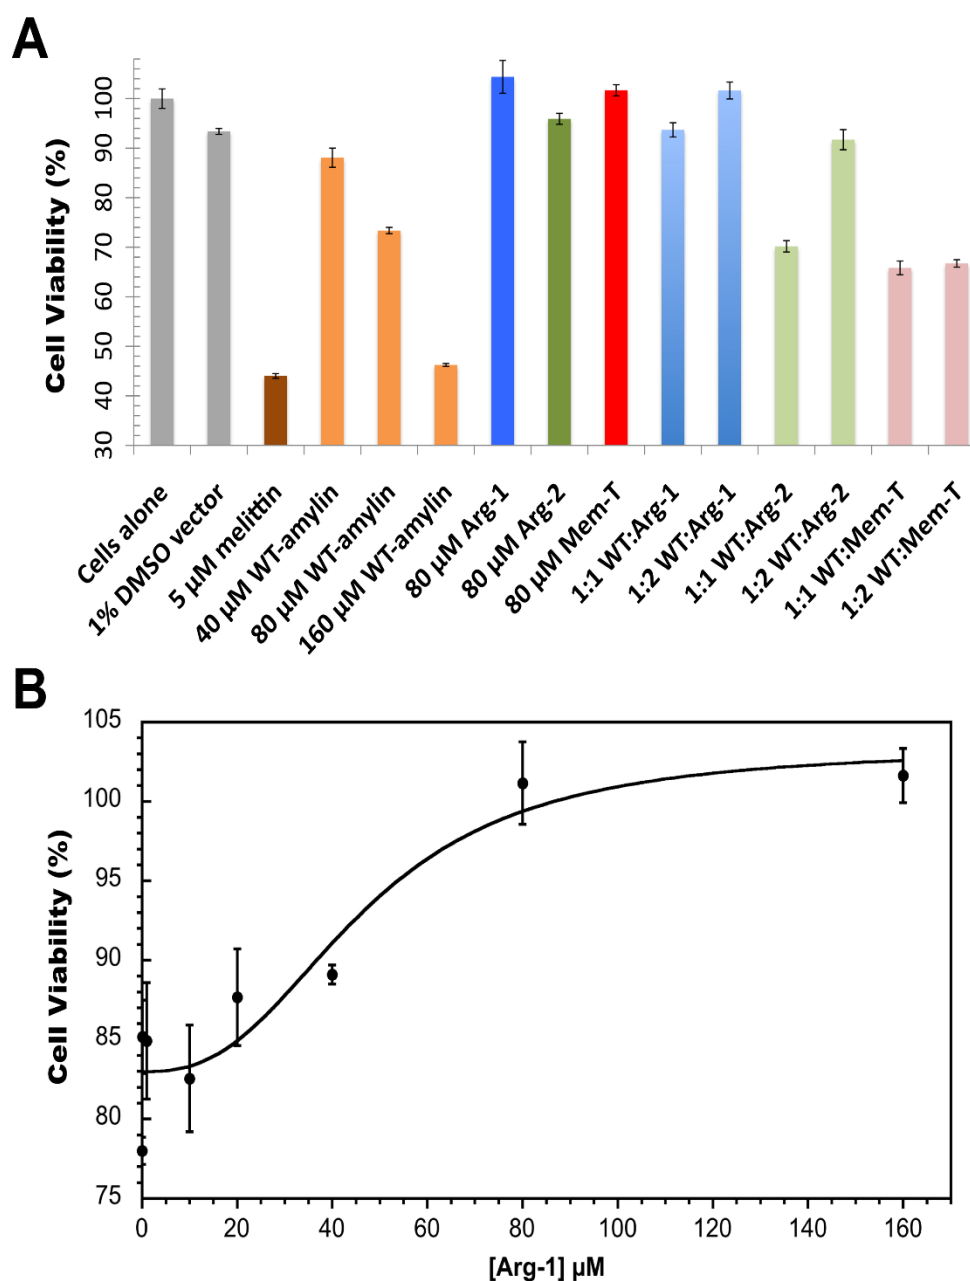 A
Cell Viability (%)
100
90
80
70
60
50
40
30
Cells alone
1% DMSO vector
5 µM melittin
40 µM WT-amylin
80 µM WT-amylin
160 µM WT-amylin
80 µM Arg-1
80 µM Arg-2
80 µM Mem-T
1:1 WT:Arg-1
1:2 WT:Arg-1
1:1 WT:Arg-2
1:2 WT:Arg-2
1:1 WT:Mem-T
1:2 WT:Mem-T
B
Cell Viability (%)
105
100
95
90
85
80
75
0 20 40 60 80 100 120 140 160
[Arg-1] µM